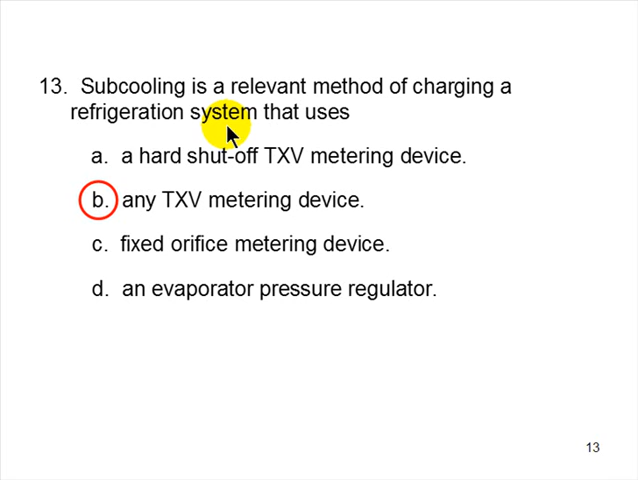 13. Subcooling is a relevant method of charging a
refrigeration system that uses
a. a hard shut-off TXV metering device.
b. any TXV metering device.
c. fixed orifice metering device.
d. an evaporator pressure regulator.
13